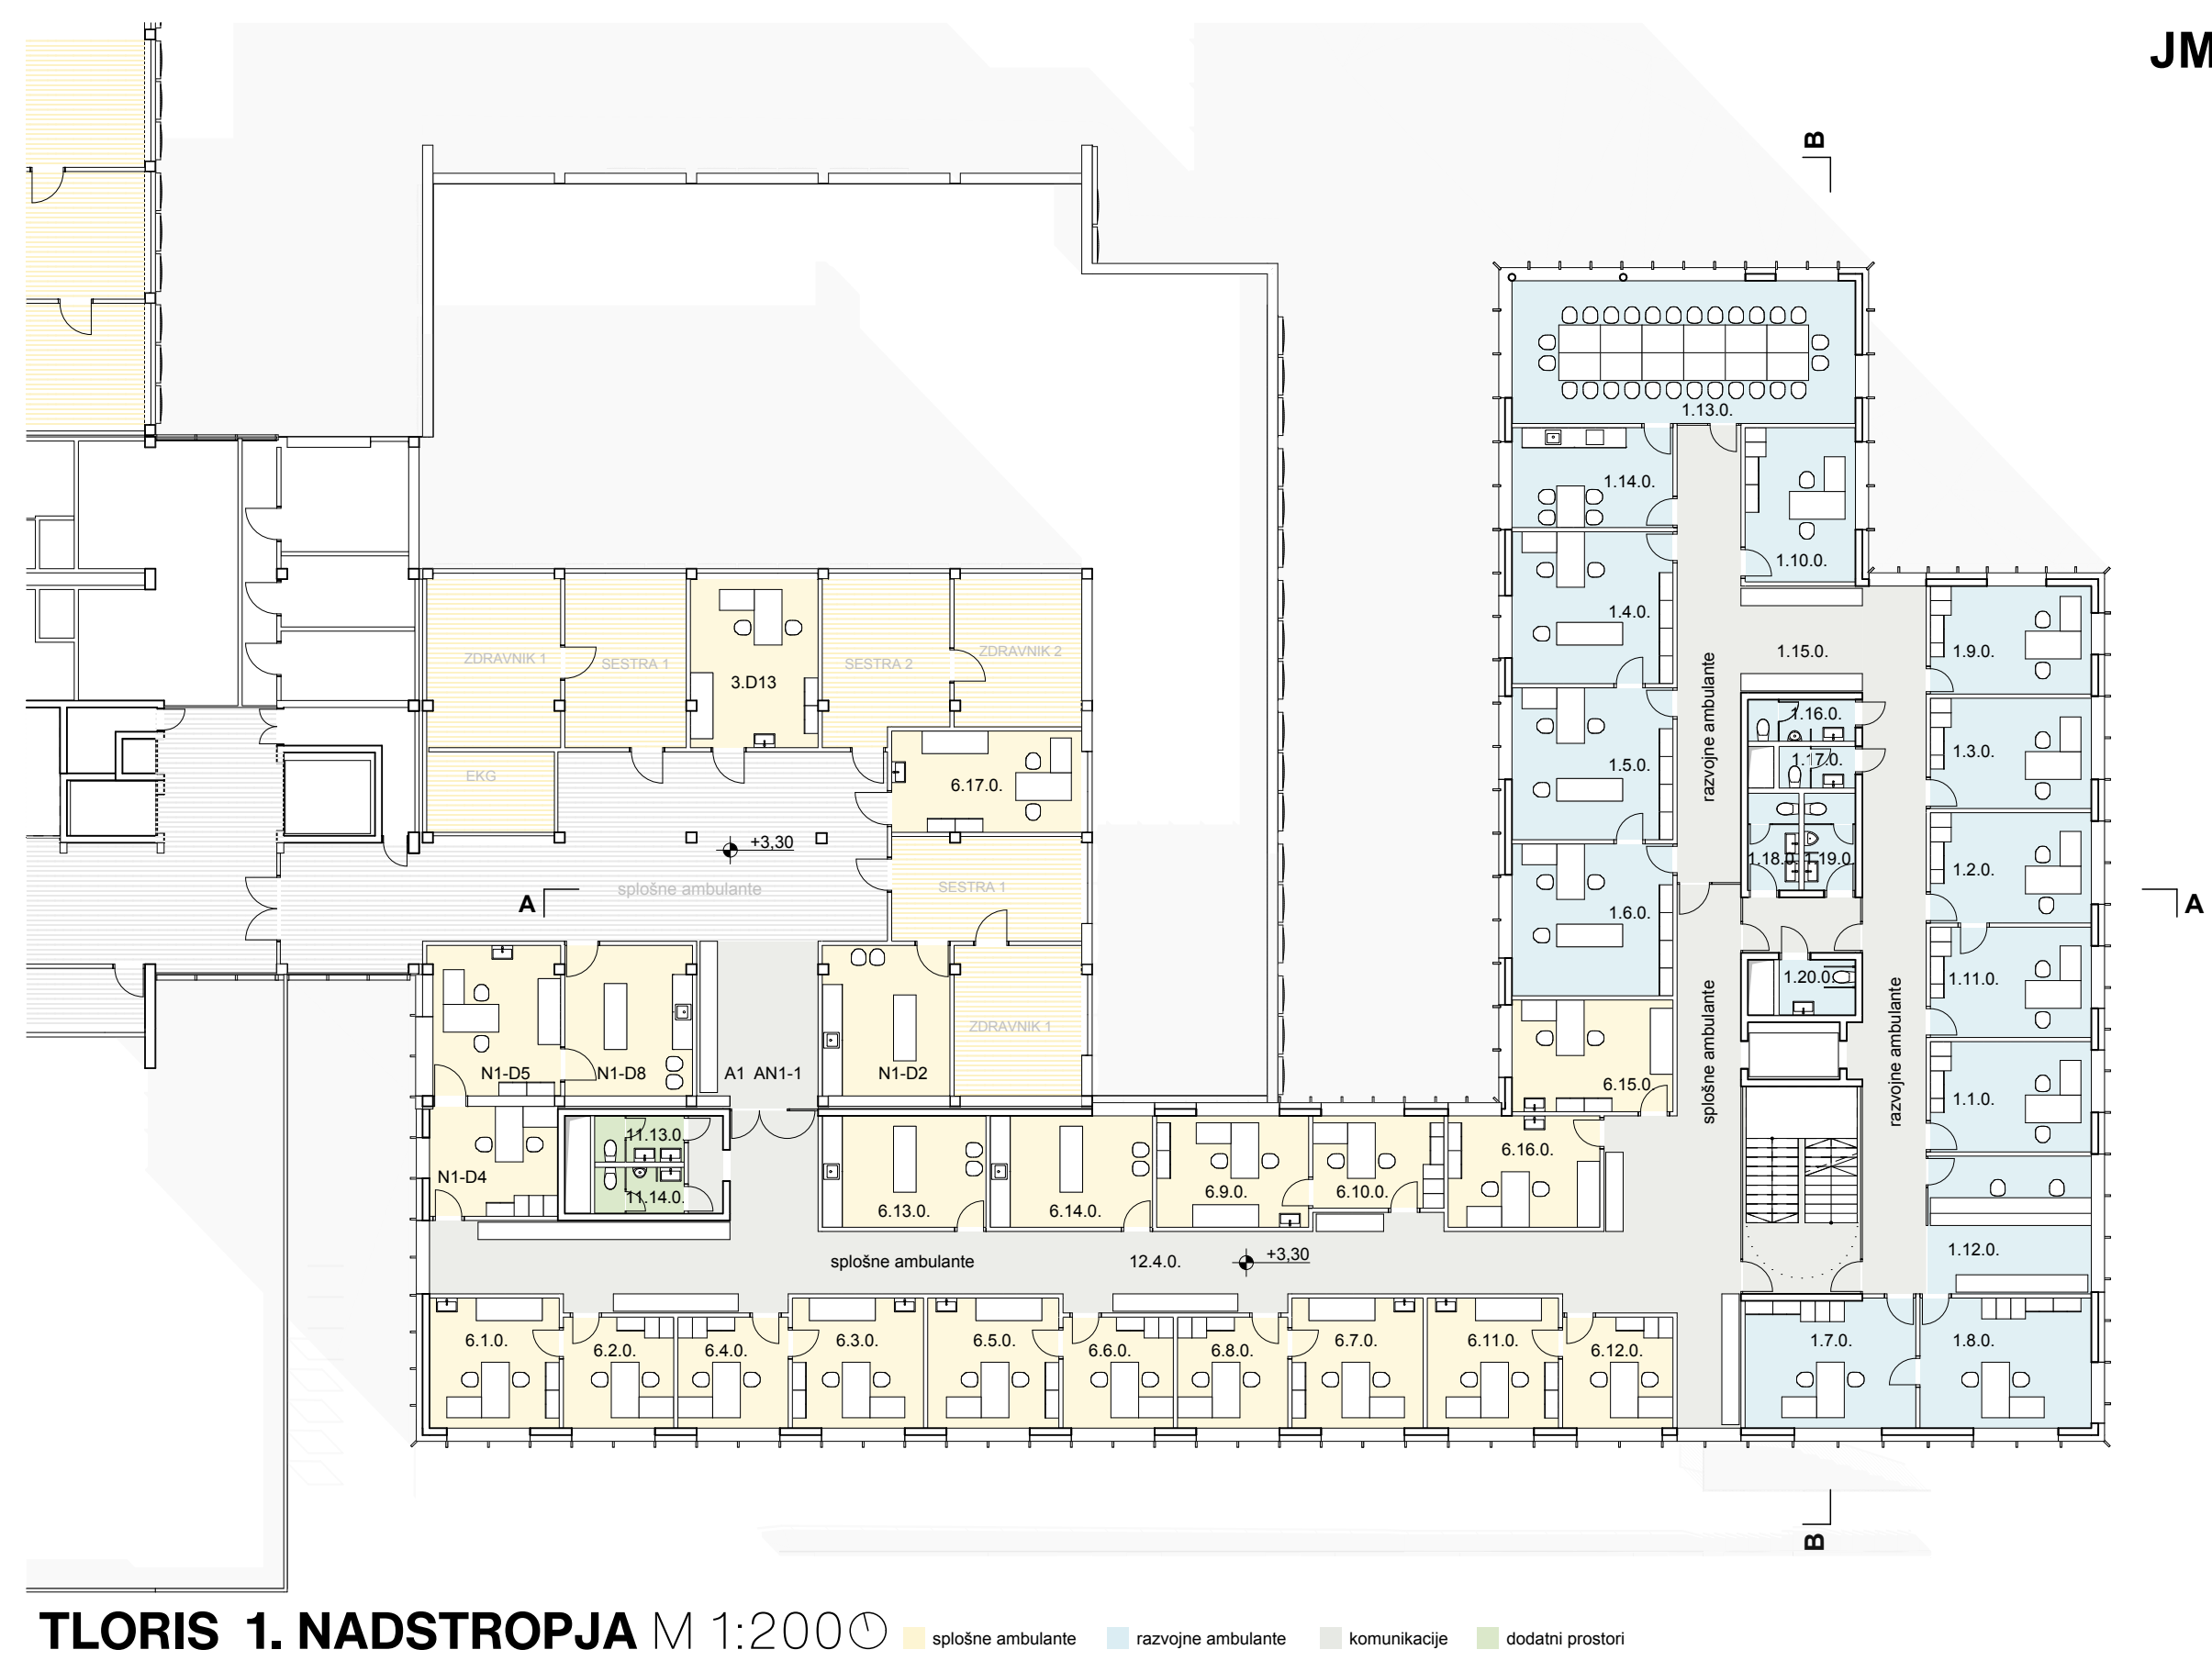 JM
B
1.13.0.
1.14.0.
1.10.0.
1.4.0.
1.15.0.
1.9.0.
ZDRAVNIK 1
SESTRA 1
3.D13
SESTRA 2
ZDRAVNIK 2
razvojne ambulante
1.16.0.
1.3.0.
1.5.0.
1.17.0.
EKG
6.17.0.
+3,30
splošne ambulante
A
SESTRA 1
1.18.0.
1.19.0.
1.2.0.
1.6.0.
A
1.20.0.
1.11.0.
ZDRAVNIK 1
splošne ambulante
razvojne ambulante
N1-D5
N1-D8
A1 AN1-1
N1-D2
6.15.0.
1.1.0.
11.13.0.
N1-D4
11.14.0.
6.13.0.
6.14.0.
6.9.0.
6.10.0.
6.16.0.
1.12.0.
splošne ambulante
12.4.0.
+3,30
6.1.0.
6.2.0.
6.4.0.
6.3.0.
6.5.0.
6.6.0.
6.8.0.
6.7.0.
6.11.0.
6.12.0.
1.7.0.
1.8.0.
B
TLORIS 1. NADSTROPJA M 1:200
splošne ambulante
razvojne ambulante
komunikacije
dodatni prostori